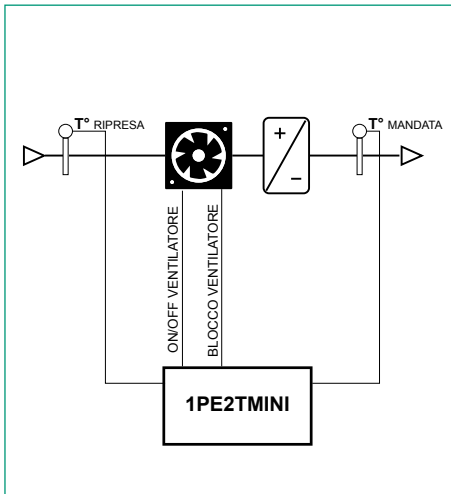 T° RIPRESA
T° MANDATA
+
−
ON/OFF VENTILATORE
BLOCCO VENTILATORE
1PE2TMINI